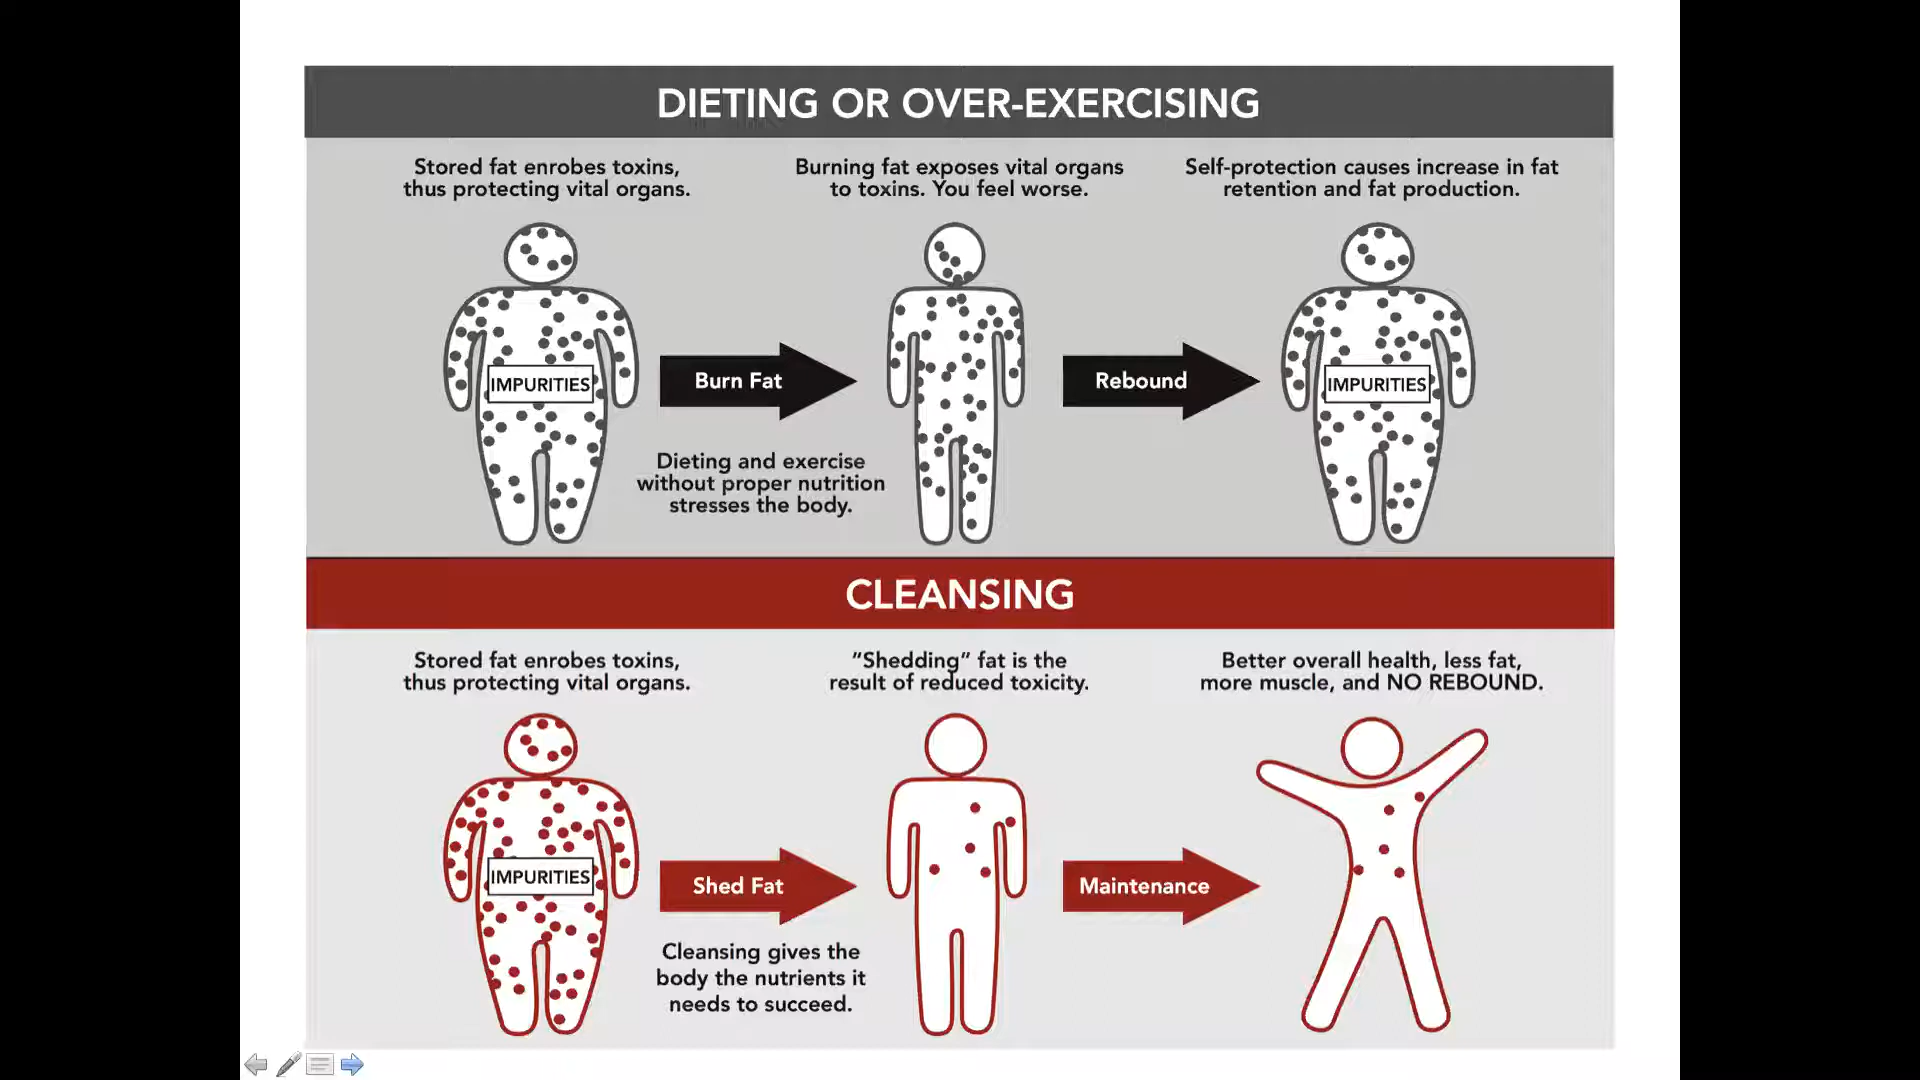 DIETING OR OVER-EXERCISING
Stored fat enrobes toxins,
thus protecting vital organs.
Burning fat exposes vital organs
to toxins. You feel worse.
Self-protection causes increase in fat
retention and fat production.
IMPURITIES
Burn Fat
Rebound
IMPURITIES
Dieting and exercise
without proper nutrition
stresses the body.
CLEANSING
Stored fat enrobes toxins,
thus protecting vital organs.
“Shedding” fat is the
result of reduced toxicity.
Better overall health, less fat,
more muscle, and NO REBOUND.
IMPURITIES
Shed Fat
Maintenance
Cleansing gives the
body the nutrients it
needs to succeed.